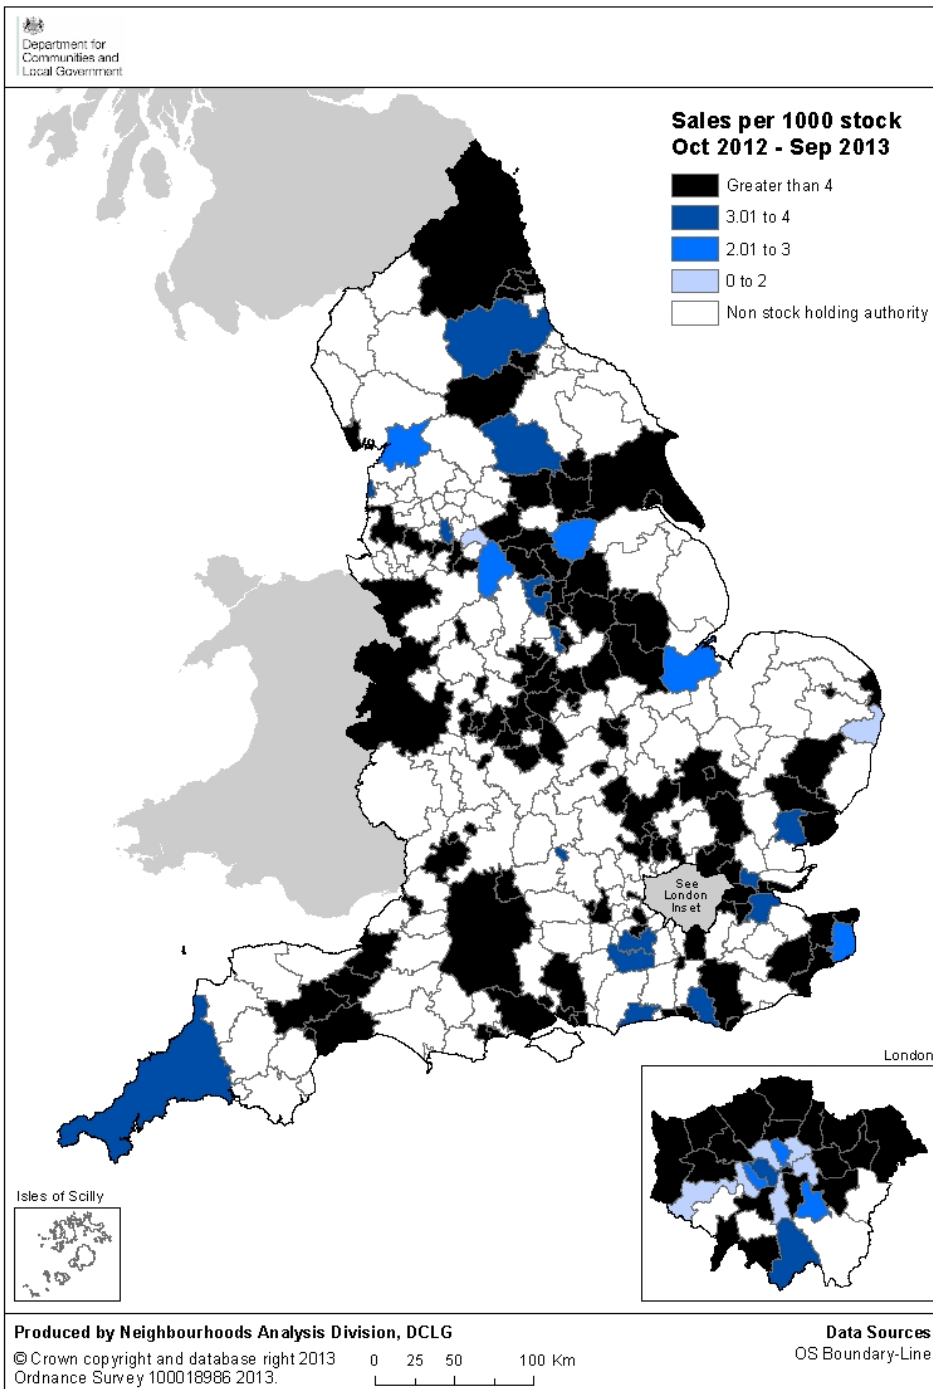 Department for
Communities and
Local Government
Sales per 1000 stock
Oct 2012 - Sep 2013
Greater than 4
3.01 to 4
2.01 to 3
0 to 2
Non stock holding authority
See
London
Inset
London
Isles of Scilly
Produced by Neighbourhoods Analysis Division, DCLG
© Crown copyright and database right 2013
Ordnance Survey 100018986 2013.
0 25 50 100 Km
Data Sources
OS Boundary-Line